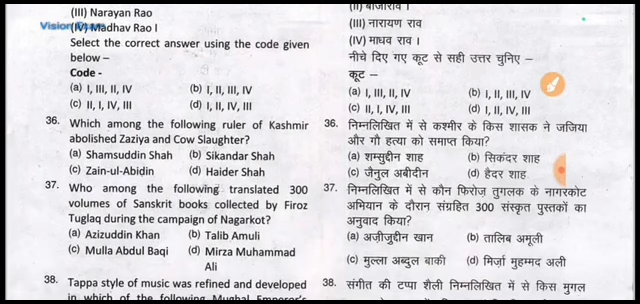 (III) Narayan Rao
(IV) Madhav Rao I
Select the correct answer using the code given
below –
Code -
(a) I, III, II, IV (b) I, II, III, IV
(c) II, I, IV, III (d) I, II, IV, III
36. Which among the following ruler of Kashmir
abolished Zaziya and Cow Slaughter?
(a) Shamsuddin Shah (b) Sikandar Shah
(c) Zain-ul-Abidin (d) Haider Shah
37. Who among the following translated 300
volumes of Sanskrit books collected by Firoz
Tuglaq during the campaign of Nagarkot?
(a) Azizuddin Khan (b) Talib Amuli
(c) Mulla Abdul Baqi (d) Mirza Muhammad
Ali
38. Tappa style of music was refined and developed
in which of the following Mughal Emperor's
(II) बाजीराव I
(III) नारायण राव
(IV) माधव राव I
नीचे दिए गए कूट से सही उत्तर चुनिए –
कूट –
(a) I, III, II, IV (b) I, II, III, IV
(c) II, I, IV, III (d) I, II, IV, III
36. निम्नलिखित में से कश्मीर के किस शासक ने जजिया
और गौ हत्या को समाप्त किया?
(a) शम्सुद्दीन शाह (b) सिकंदर शाह
(c) जैनुल अबीदीन (d) हैदर शाह
37. निम्नलिखित में से कौन फिरोज़ तुगलक के नागरकोट
अभियान के दौरान संग्रहित 300 संस्कृत पुस्तकों का
अनुवाद किया?
(a) अज़ीज़ुद्दीन खान (b) तालिब अमूली
(c) मुल्ला अब्दुल बाकी (d) मिर्ज़ा मुहम्मद अली
38. संगीत की टप्पा शैली निम्नलिखित में से किस मुगल
Vision